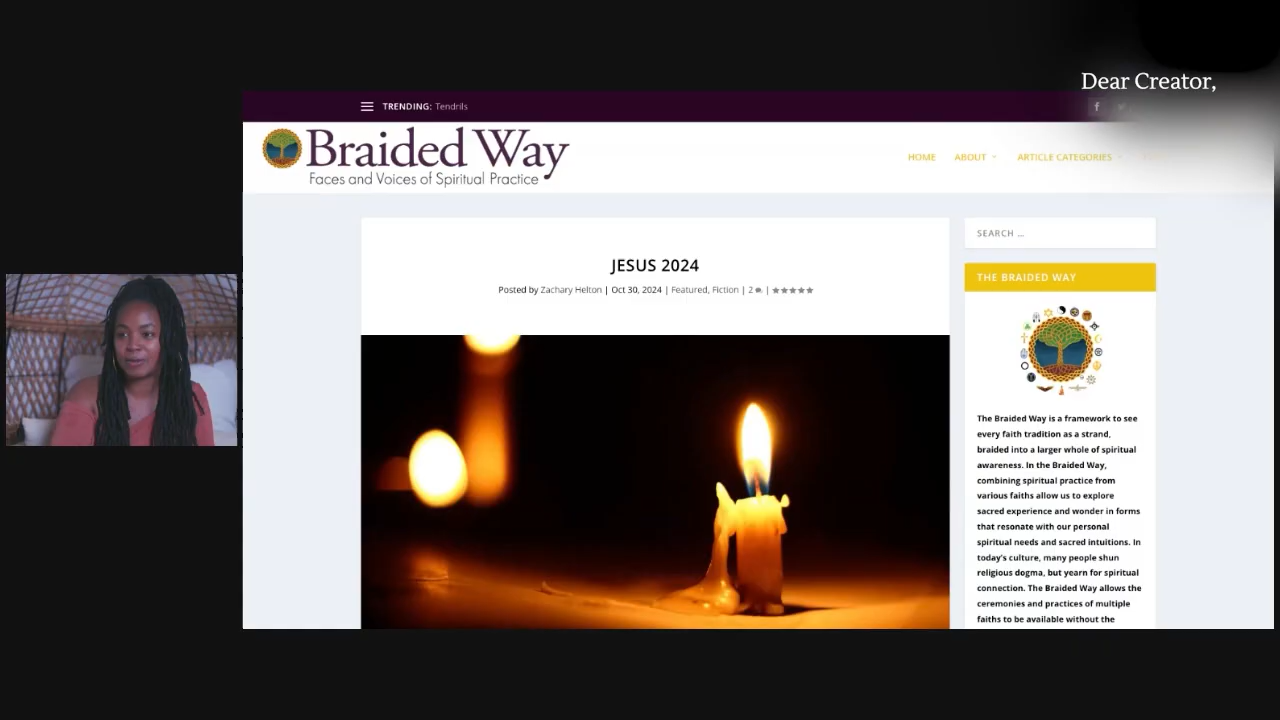 Dear Creator,
TRENDING: Tendrils
Braided Way
Faces and Voices of Spiritual Practice
HOME ABOUT ARTICLE CATEGORIES
JESUS 2024
Posted by Zachary Helton | Oct 30, 2024 | Featured, Fiction | 2 |
SEARCH …
THE BRAIDED WAY
The Braided Way is a framework to see
every faith tradition as a strand,
braided into a larger whole of spiritual
awareness. In the Braided Way,
combining spiritual practice from
various faiths allow us to explore
sacred experience and wonder in forms
that resonate with our personal
spiritual needs and sacred intuitions. In
today's culture, many people shun
religious dogma, but yearn for spiritual
connection. The Braided Way allows the
ceremonies and practices of multiple
faiths to be available without the